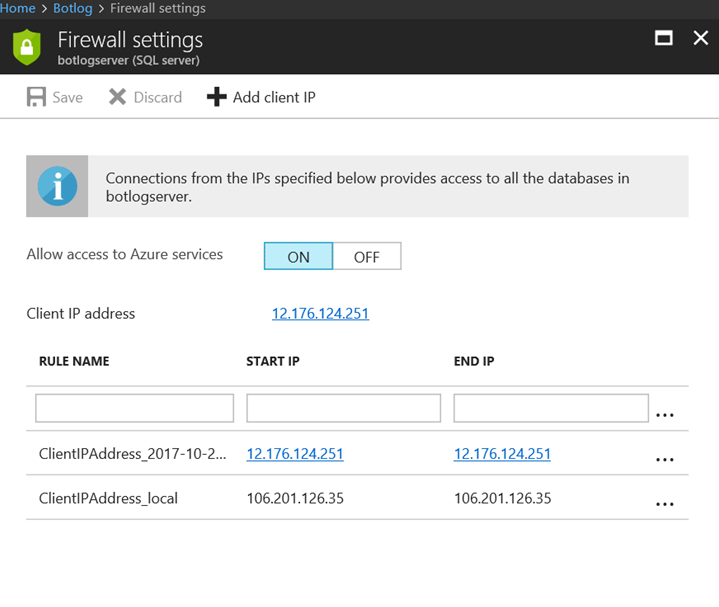 Home > Botlog > Firewall settings
Firewall settings
botlogserver (SQL server)
Save Discard Add client IP
Connections from the IPs specified below provides access to all the databases in
botlogserver.
Allow access to Azure services ON OFF
Client IP address 12.176.124.251
RULE NAME START IP END IP
...
ClientIPAddress_2017-10-2... 12.176.124.251 12.176.124.251 ...
ClientIPAddress_local 106.201.126.35 106.201.126.35 ...